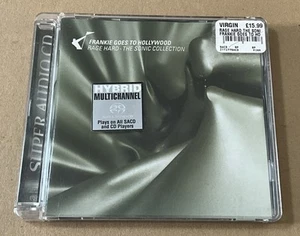 FRANKIE GOES TO HOLLYWOOD
RAGE HARD · THE SONIC COLLECTION
VIRGIN £15.99
RAGE HARD THE SONI
FRANKIE GOES TO HO
HYBRID
MULTICHANNEL
Plays on All SACD
and CD Players
SUPER AUDIO CD